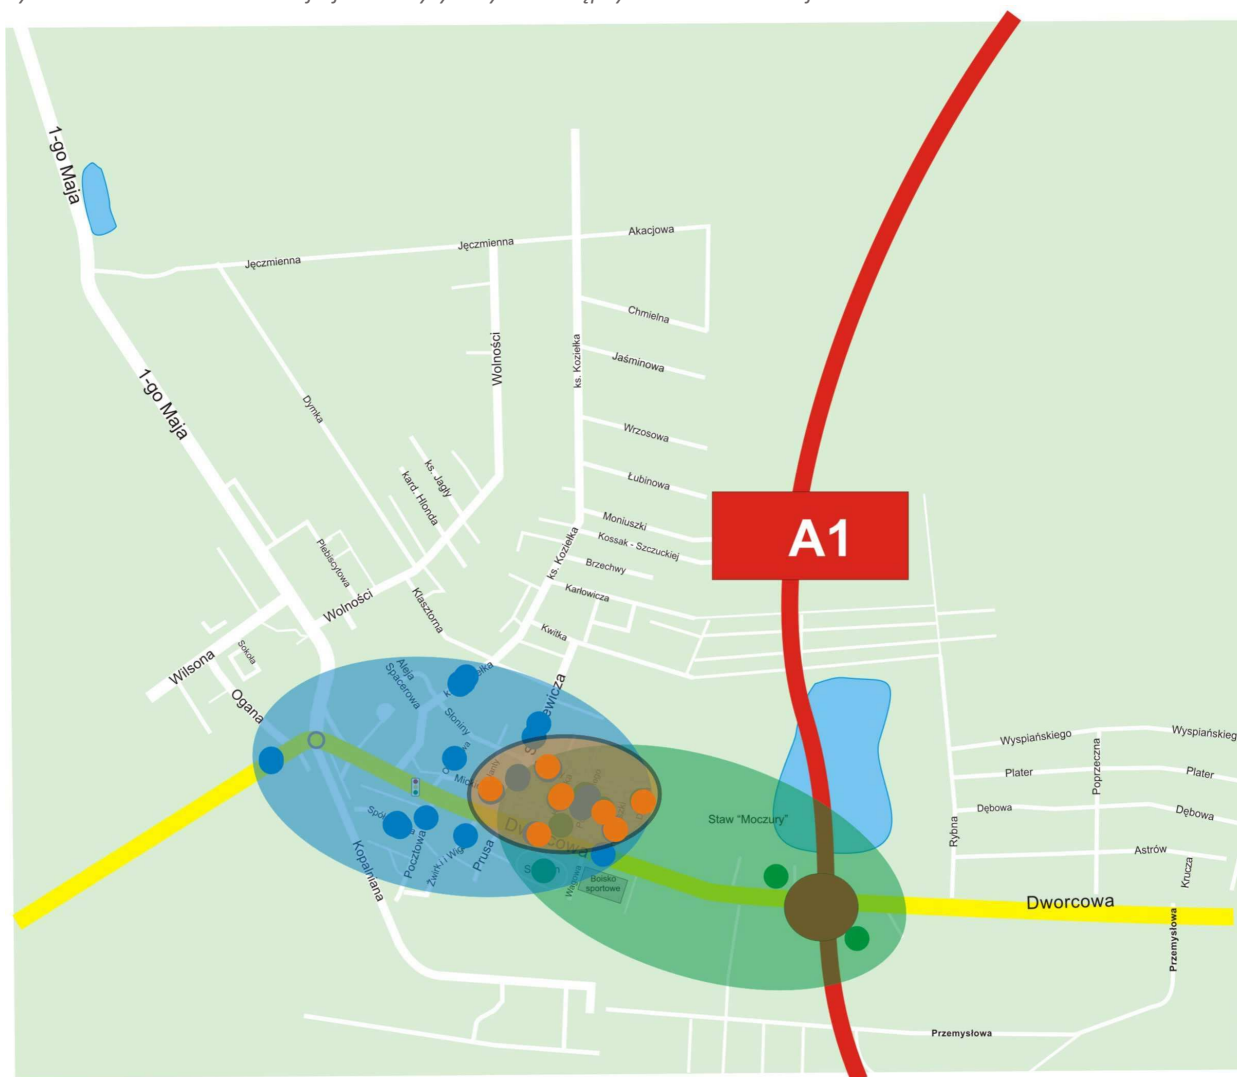 1-go Maja
Akacjowa
Jęczmienna
Jęczmienna
Chmielna
Wolności
ks. Koziełka
Jaśminowa
1-go Maja
Dymka
Wrzosowa
ks. Jagły
kard. Hlonda
Łubinowa
Moniuszki
A1
Kossak - Szczuckiej
ks. Koziełka
Plebiscytowa
Brzechwy
Karłowicza
Wolności
Klasztorna
Kwitka
Sokoła
Wilsona
Aleja
Spacerowa
Ogana
Słoniny
Wyspiańskiego
Poprzeczna
Plater
Plater
Dębowa
Dębowa
Staw "Moczury"
Rybna
Dworcowa
Astrów
Krucza
Kopalniana
Pocztowa
Prusa
Boisko
sportowe
Dworcowa
Przemysłowa
Przemysłowa